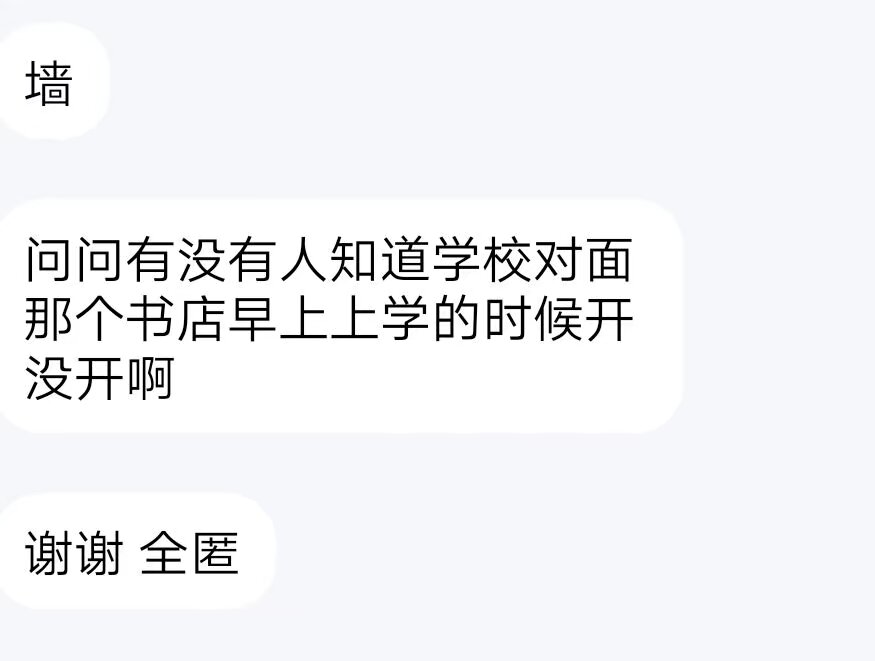 墙
问问有没有人知道学校对面
那个书店早上上学的时候开
没开啊
谢谢 全匿